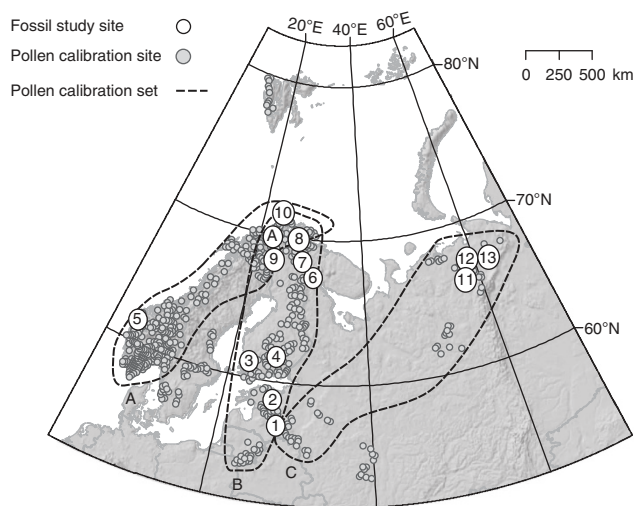 Fossil study site
Pollen calibration site
Pollen calibration set
20°E 40°E 60°E
80°N
0 250 500 km
70°N
10
A 8
9 7
6
12 13
11
5
60°N
3 4
A
2
1
B C